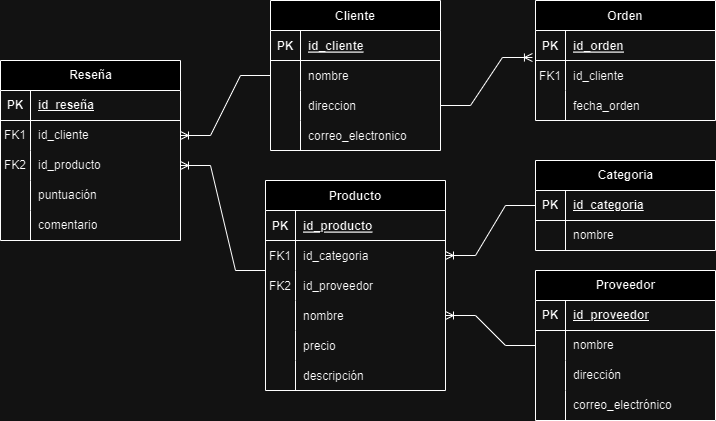 Cliente
PK id_cliente
nombre
direccion
correo_electronico
Orden
PK id_orden
FK1 id_cliente
fecha_orden
Reseña
PK id_reseña
FK1 id_cliente
FK2 id_producto
puntuación
comentario
Producto
PK id_producto
FK1 id_categoria
FK2 id_proveedor
nombre
precio
descripción
Categoria
PK id_categoria
nombre
Proveedor
PK id_proveedor
nombre
dirección
correo_electrónico